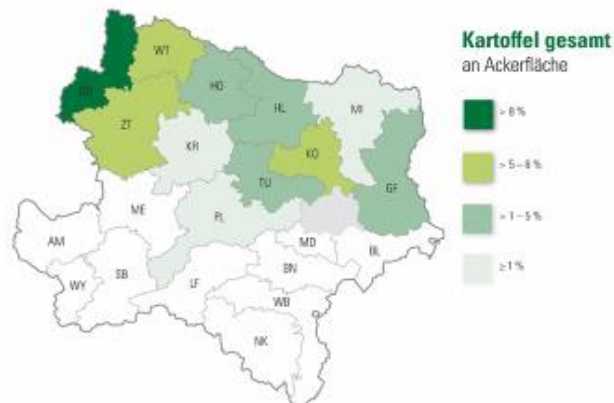 Kartoffel gesamt
an Ackerfläche
> 8 %
> 5–8 %
> 1–5 %
≥ 1 %
WT
HO
HL
MI
ZT
KR
KO
TU
GF
ME
PL
AM
MD
BL
SB
LF
BN
WY
WB
NK